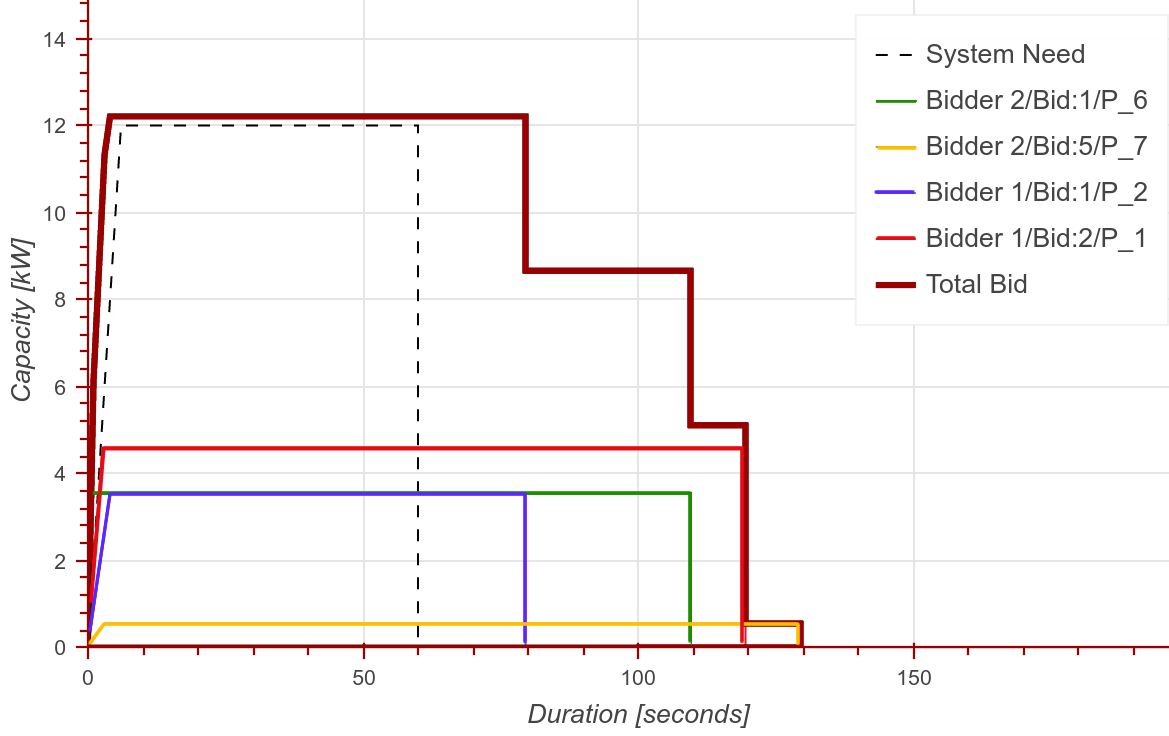 14
12
10
8
6
4
2
0
Capacity [kW]
0
50
100
150
Duration [seconds]
System Need
Bidder 2/Bid:1/P_6
Bidder 2/Bid:5/P_7
Bidder 1/Bid:1/P_2
Bidder 1/Bid:2/P_1
Total Bid